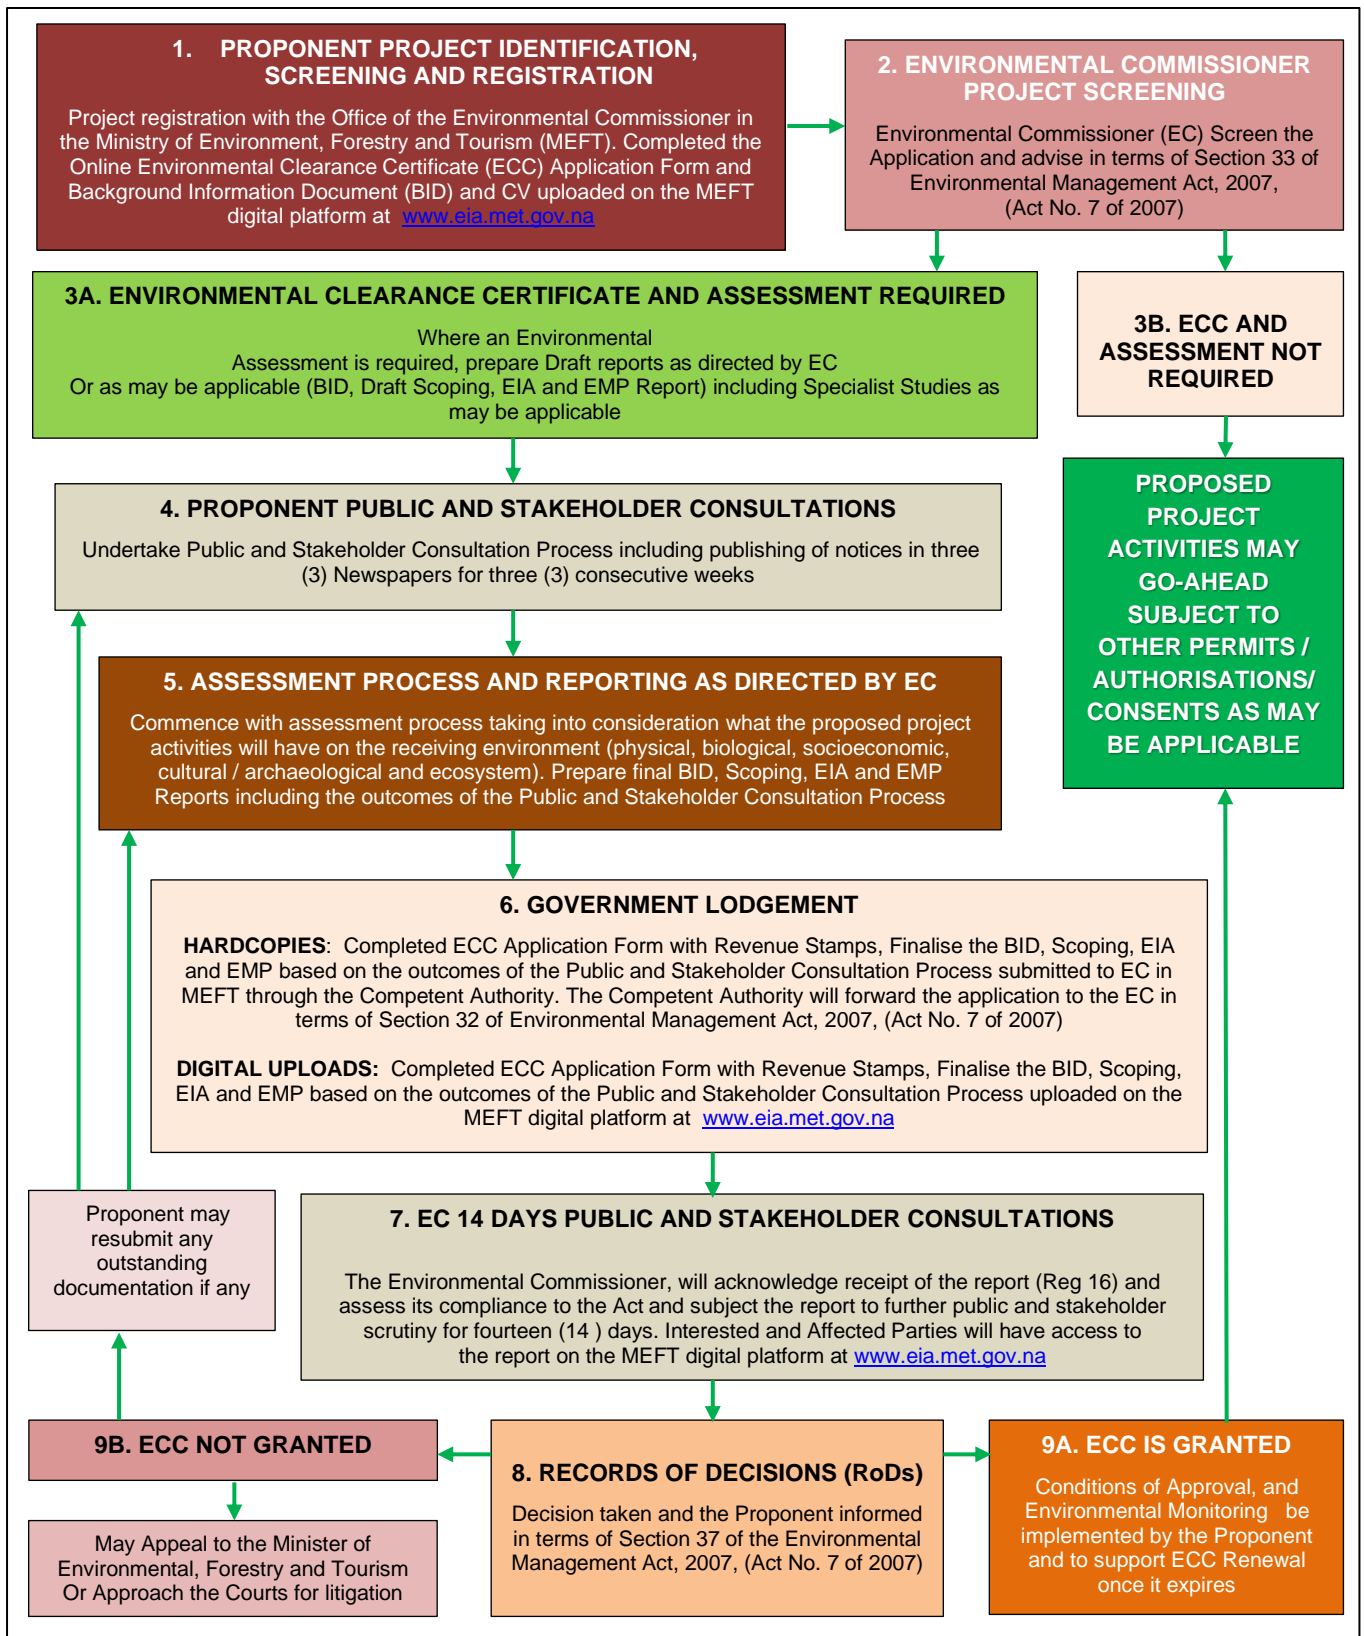 1. PROPONENT PROJECT IDENTIFICATION,
SCREENING AND REGISTRATION
Project registration with the Office of the Environmental Commissioner in
the Ministry of Environment, Forestry and Tourism (MEFT). Completed the
Online Environmental Clearance Certificate (ECC) Application Form and
Background Information Document (BID) and CV uploaded on the MEFT
digital platform at www.eia.met.gov.na
2. ENVIRONMENTAL COMMISSIONER
PROJECT SCREENING
Environmental Commissioner (EC) Screen the
Application and advise in terms of Section 33 of
Environmental Management Act, 2007,
(Act No. 7 of 2007)
3A. ENVIRONMENTAL CLEARANCE CERTIFICATE AND ASSESSMENT REQUIRED
Where an Environmental
Assessment is required, prepare Draft reports as directed by EC
Or as may be applicable (BID, Draft Scoping, EIA and EMP Report) including Specialist Studies as
may be applicable
3B. ECC AND
ASSESSMENT NOT
REQUIRED
4. PROPONENT PUBLIC AND STAKEHOLDER CONSULTATIONS
Undertake Public and Stakeholder Consultation Process including publishing of notices in three
(3) Newspapers for three (3) consecutive weeks
PROPOSED
PROJECT
ACTIVITIES MAY
GO-AHEAD
SUBJECT TO
OTHER PERMITS /
AUTHORISATIONS/
CONSENTS AS MAY
BE APPLICABLE
5. ASSESSMENT PROCESS AND REPORTING AS DIRECTED BY EC
Commence with assessment process taking into consideration what the proposed project
activities will have on the receiving environment (physical, biological, socioeconomic,
cultural / archaeological and ecosystem). Prepare final BID, Scoping, EIA and EMP
Reports including the outcomes of the Public and Stakeholder Consultation Process
6. GOVERNMENT LODGEMENT
HARDCOPIES: Completed ECC Application Form with Revenue Stamps, Finalise the BID, Scoping, EIA
and EMP based on the outcomes of the Public and Stakeholder Consultation Process submitted to EC in
MEFT through the Competent Authority. The Competent Authority will forward the application to the EC in
terms of Section 32 of Environmental Management Act, 2007, (Act No. 7 of 2007)
DIGITAL UPLOADS: Completed ECC Application Form with Revenue Stamps, Finalise the BID, Scoping,
EIA and EMP based on the outcomes of the Public and Stakeholder Consultation Process uploaded on the
MEFT digital platform at www.eia.met.gov.na
Proponent may
resubmit any
outstanding
documentation if any
7. EC 14 DAYS PUBLIC AND STAKEHOLDER CONSULTATIONS
The Environmental Commissioner, will acknowledge receipt of the report (Reg 16) and
assess its compliance to the Act and subject the report to further public and stakeholder
scrutiny for fourteen (14 ) days. Interested and Affected Parties will have access to
the report on the MEFT digital platform at www.eia.met.gov.na
9B. ECC NOT GRANTED
May Appeal to the Minister of
Environmental, Forestry and Tourism
Or Approach the Courts for litigation
8. RECORDS OF DECISIONS (RoDs)
Decision taken and the Proponent informed
in terms of Section 37 of the Environmental
Management Act, 2007, (Act No. 7 of 2007)
9A. ECC IS GRANTED
Conditions of Approval, and
Environmental Monitoring be
implemented by the Proponent
and to support ECC Renewal
once it expires